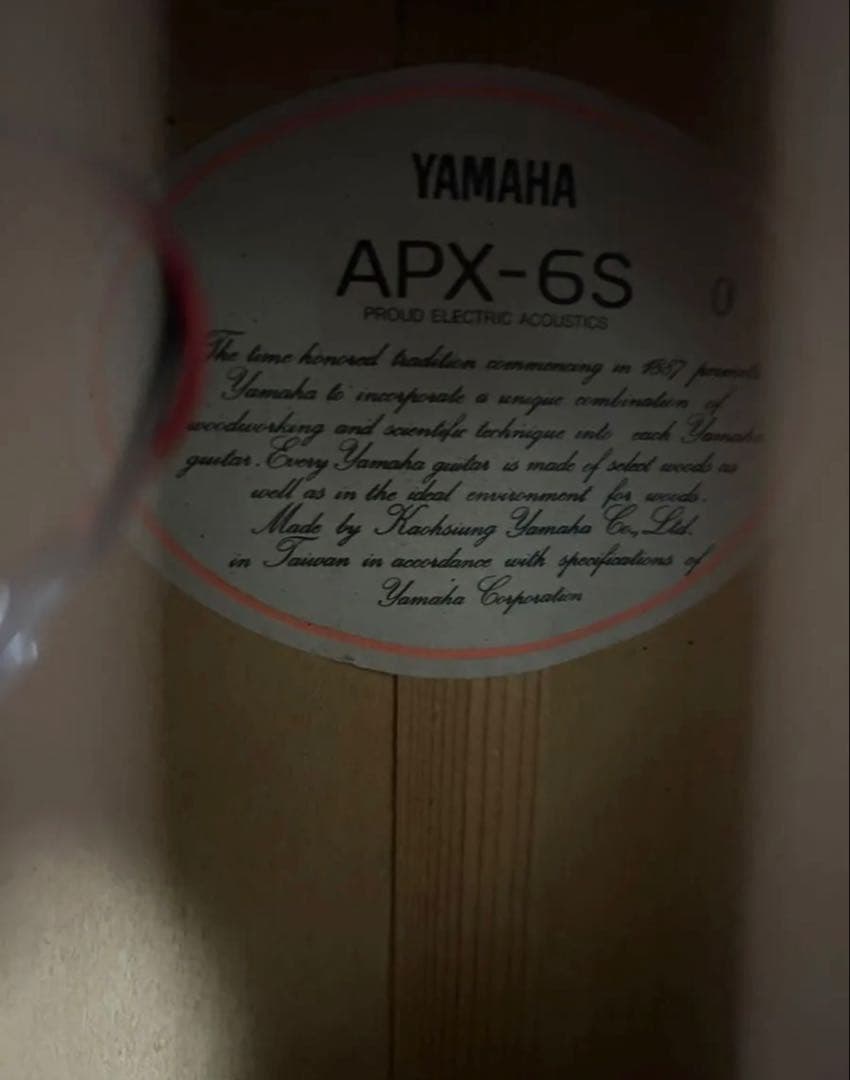 YAMAHA
APX-6S
PROUD ELECTRIC ACOUSTICS
The time honored tradition commencing in 1887
Yamaha to incorporate a unique combination of
woodworking and scientific technique into each Yamaha
guitar. Every Yamaha guitar is made of select woods as
well as in the ideal environment for woods.
Made by Kaohsiung Yamaha Co., Ltd.
in Taiwan in accordance with specifications of
Yamaha Corporation